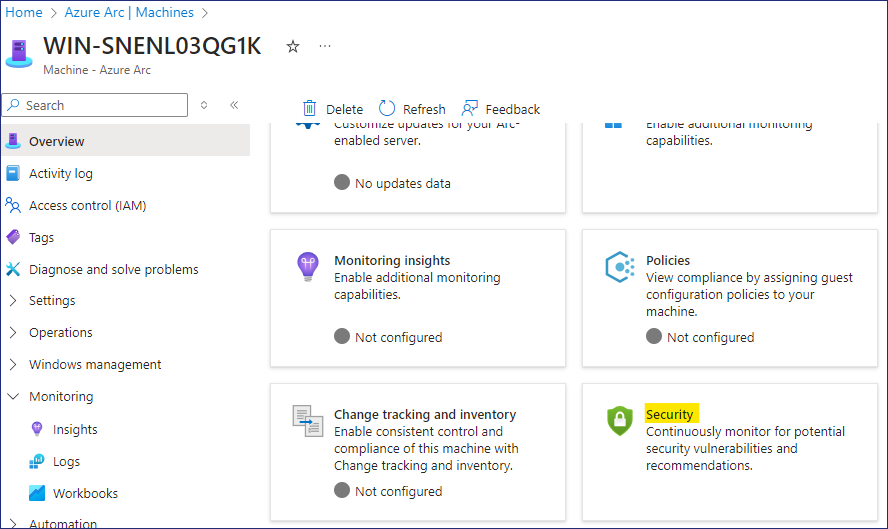 Home > Azure Arc | Machines >
WIN-SNENL03QG1K
Machine - Azure Arc
Search
Delete Refresh Feedback
Overview
Activity log
Access control (IAM)
Tags
Diagnose and solve problems
Settings
Operations
Windows management
Monitoring
Insights
Logs
Workbooks
Automation
Customize updates for your Arc-
enabled server.
No updates data
Enable additional monitoring
capabilities.
Monitoring insights
Enable additional monitoring
capabilities.
Not configured
Policies
View compliance by assigning guest
configuration policies to your
machine.
Not configured
Change tracking and inventory
Enable consistent control and
compliance of this machine with
Change tracking and inventory.
Not configured
Security
Continuously monitor for potential
security vulnerabilities and
recommendations.